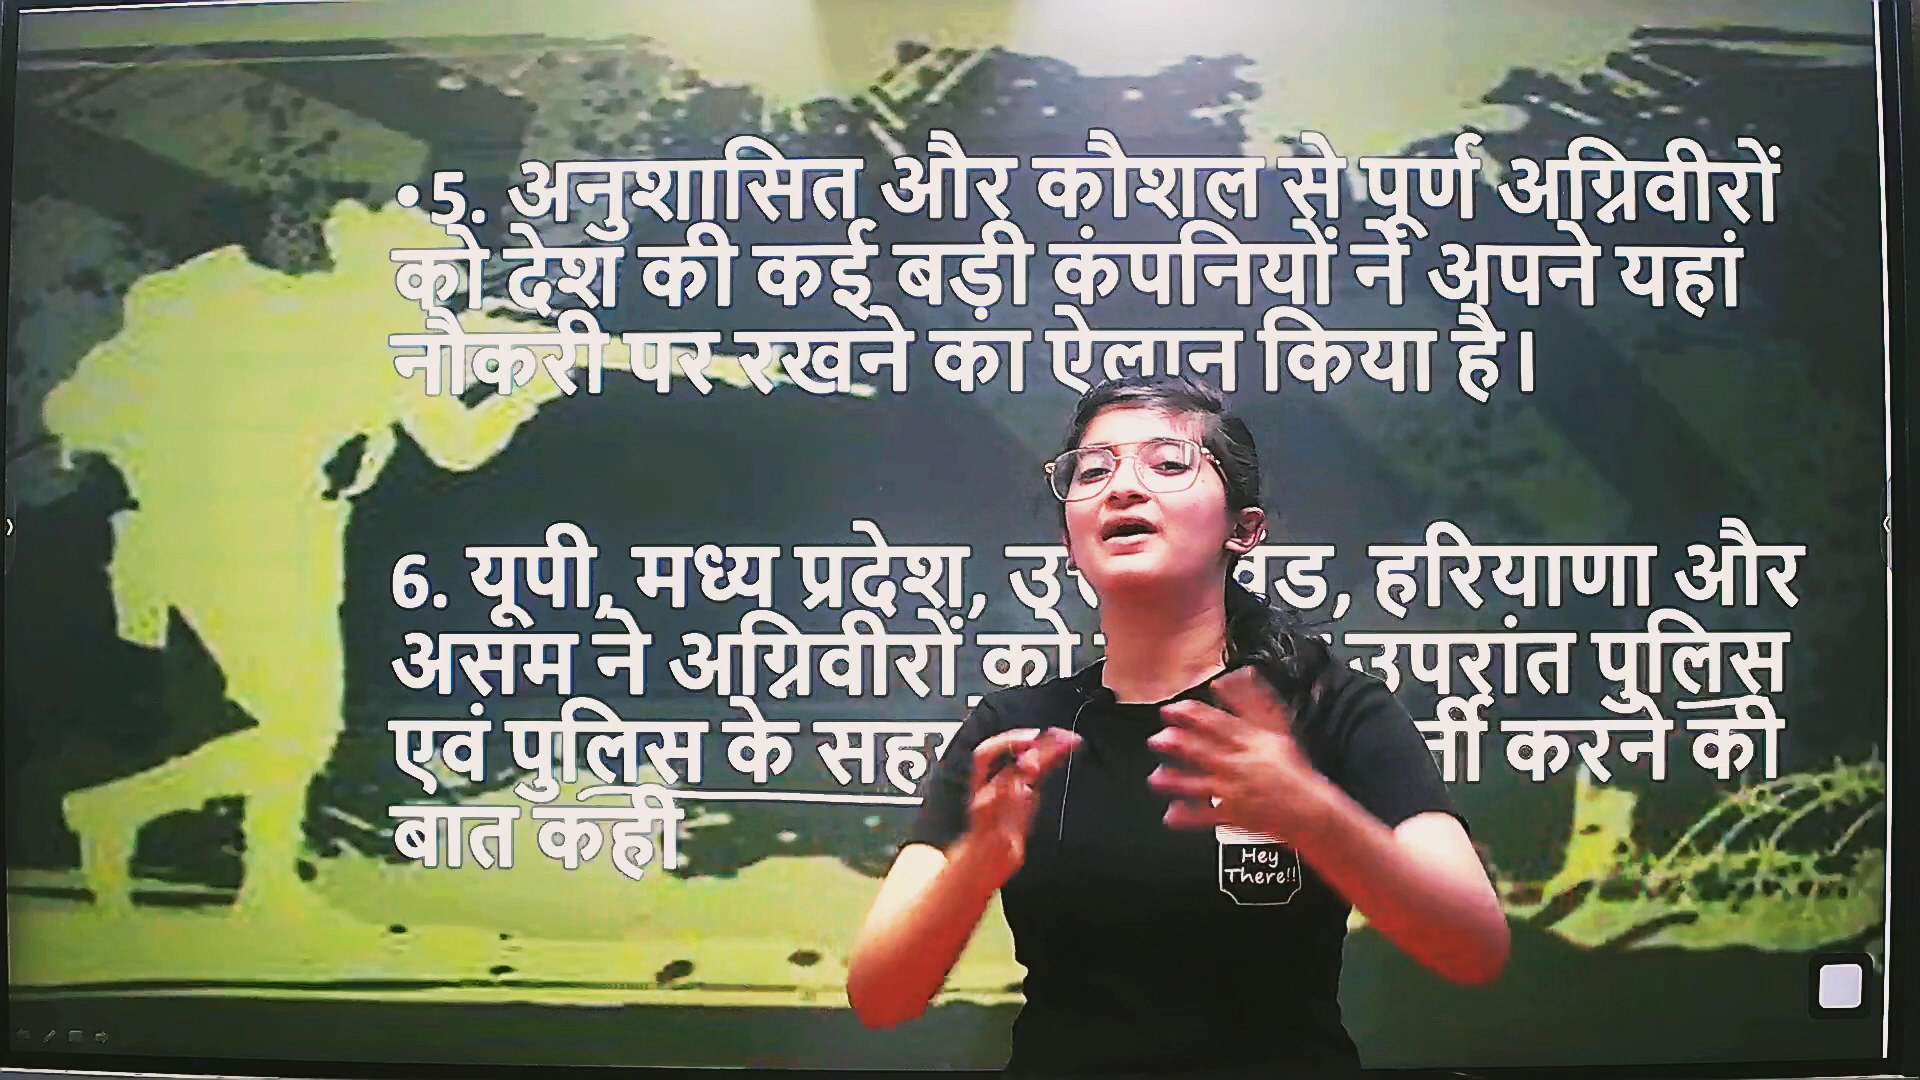 •5. अनुशासित और कौशल से पूर्ण अग्निवीरों
को देश की कई बड़ी कंपनियों ने अपने यहां
नौकरी पर रखने का ऐलान किया है।
6. यूपी, मध्य प्रदेश, हरियाणा और
असम ने अग्निवीरों को उपरांत पुलिस
एवं पुलिस के करने की
बात कही
Hey
There!!